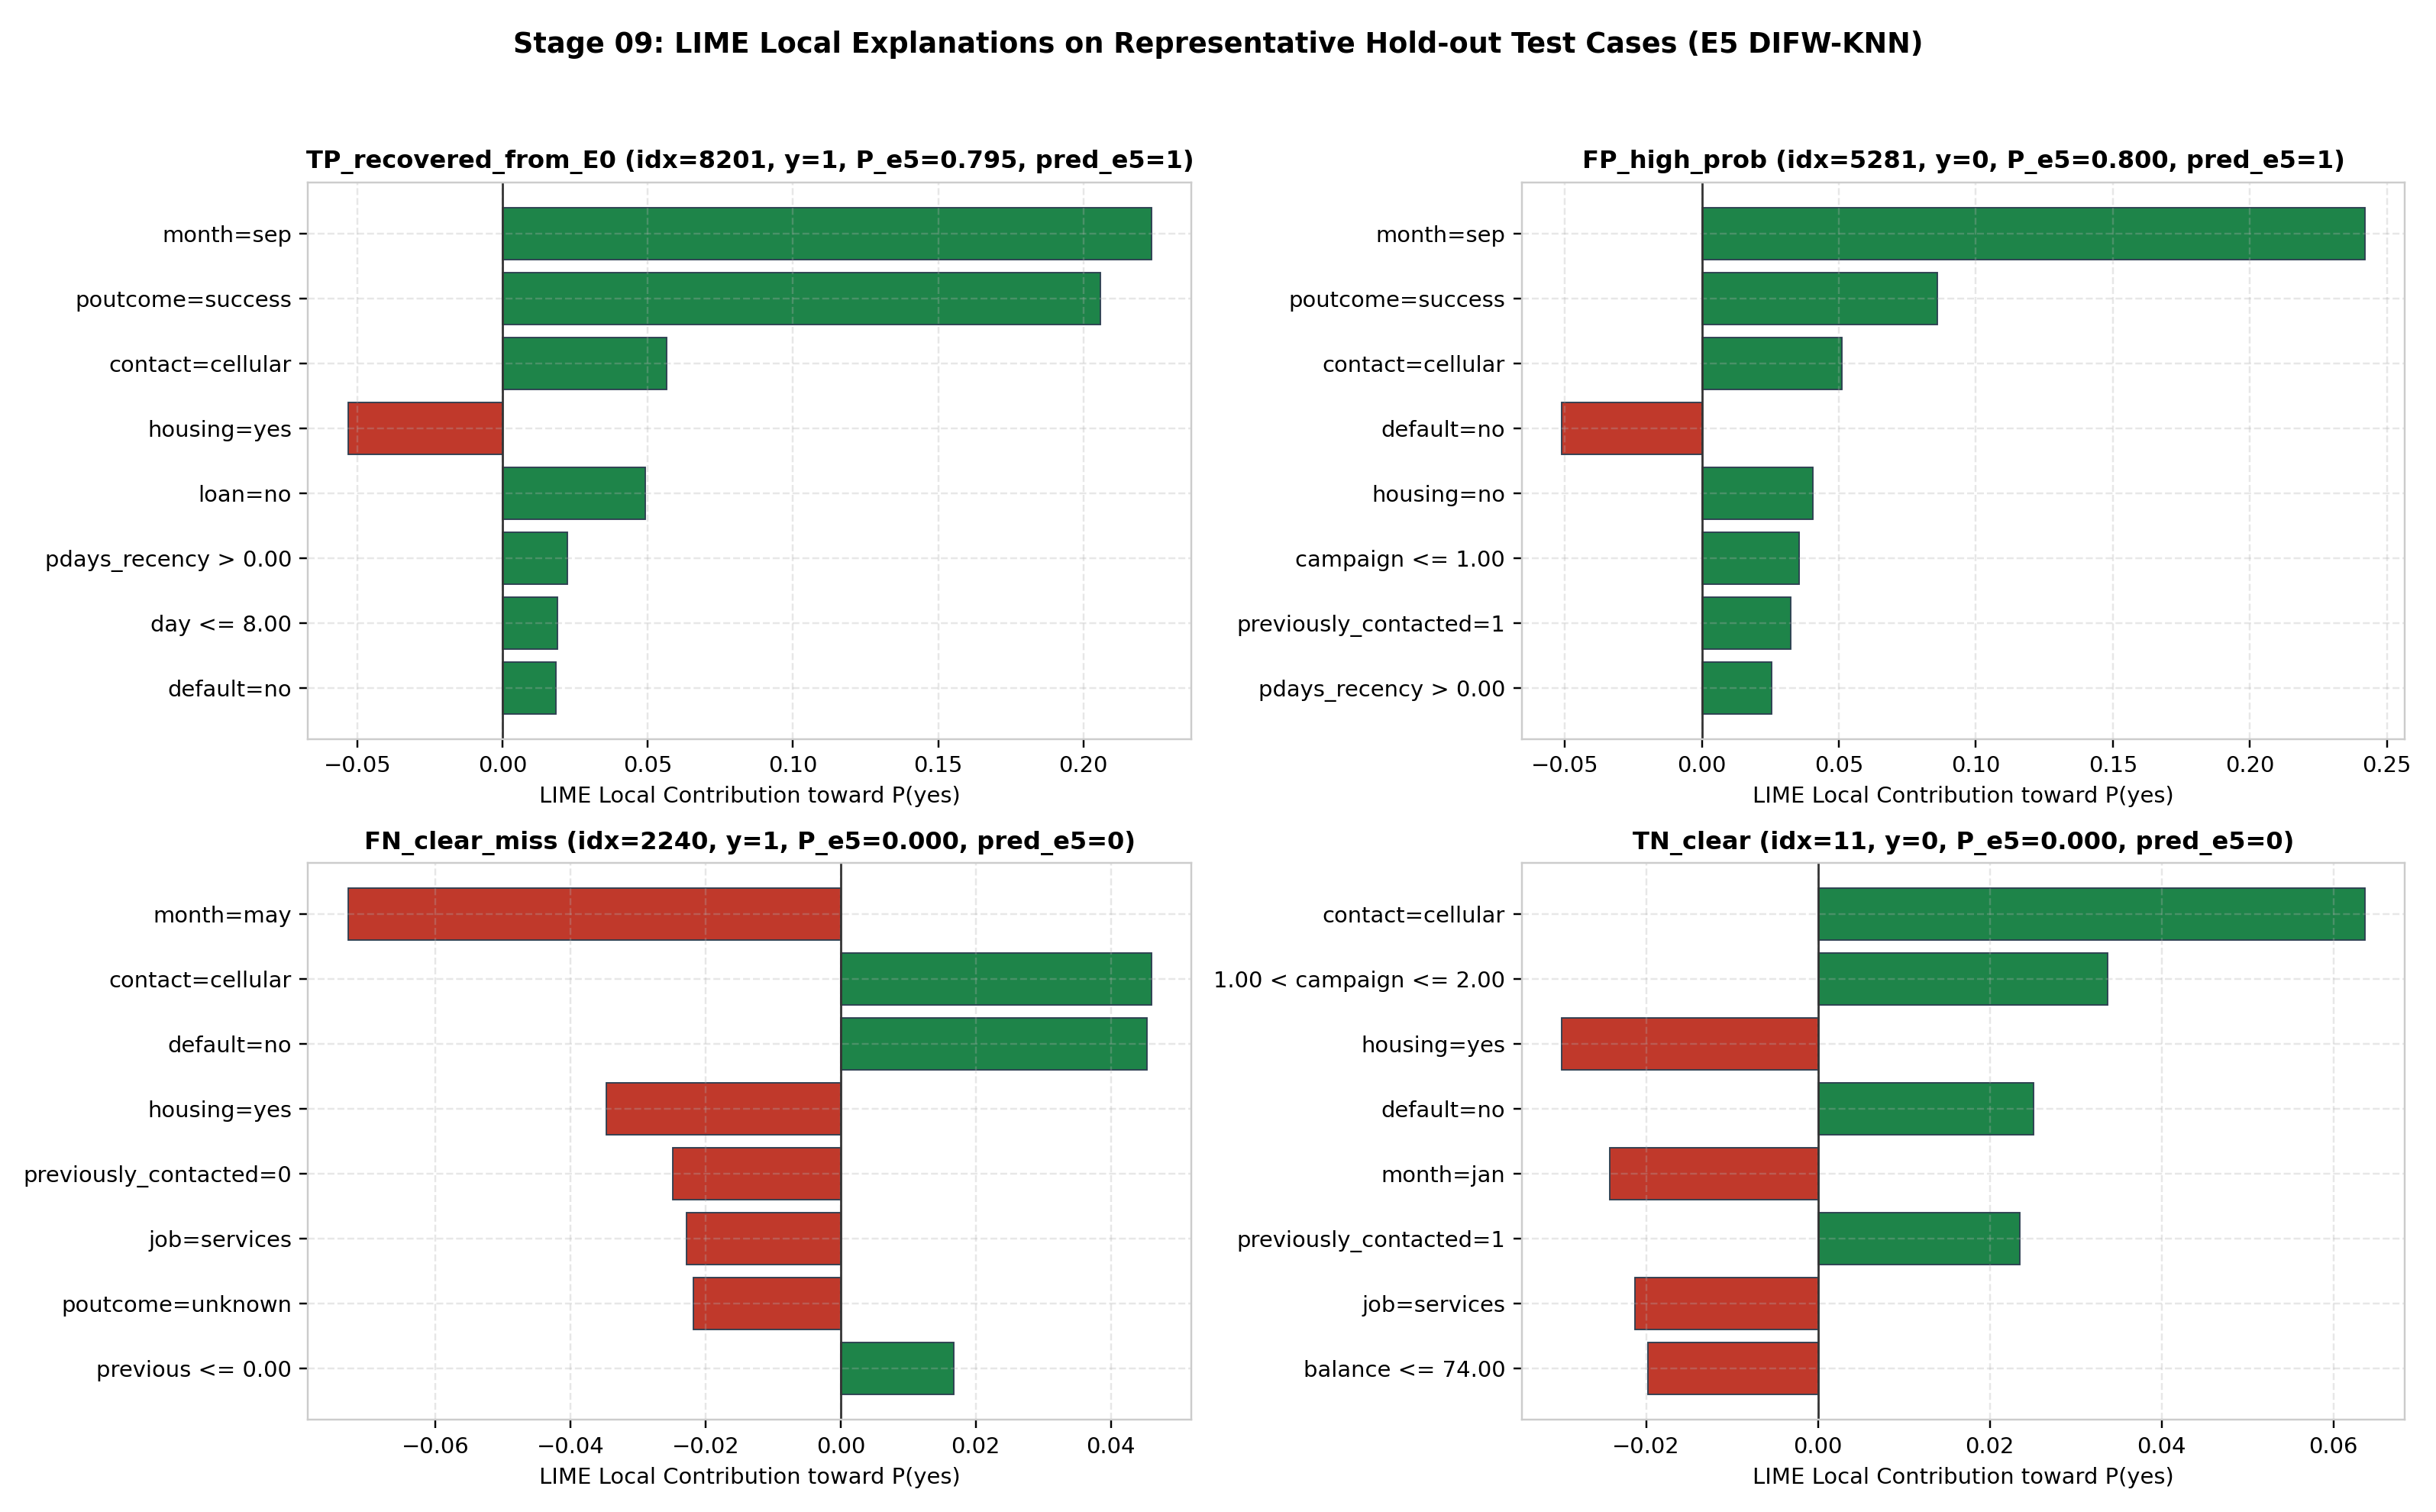 Stage 09: LIME Local Explanations on Representative Hold-out Test Cases (E5 DIFW-KNN)
TP_recovered_from_E0 (idx=8201, y=1, P_e5=0.795, pred_e5=1)
month=sep
poutcome=success
contact=cellular
housing=yes
loan=no
pdays_recency > 0.00
day <= 8.00
default=no
−0.05 0.00 0.05 0.10 0.15 0.20
LIME Local Contribution toward P(yes)
FP_high_prob (idx=5281, y=0, P_e5=0.800, pred_e5=1)
month=sep
poutcome=success
contact=cellular
default=no
housing=no
campaign <= 1.00
previously_contacted=1
pdays_recency > 0.00
−0.05 0.00 0.05 0.10 0.15 0.20 0.25
LIME Local Contribution toward P(yes)
FN_clear_miss (idx=2240, y=1, P_e5=0.000, pred_e5=0)
month=may
contact=cellular
default=no
housing=yes
previously_contacted=0
job=services
poutcome=unknown
previous <= 0.00
−0.06 −0.04 −0.02 0.00 0.02 0.04
LIME Local Contribution toward P(yes)
TN_clear (idx=11, y=0, P_e5=0.000, pred_e5=0)
contact=cellular
1.00 < campaign <= 2.00
housing=yes
default=no
month=jan
previously_contacted=1
job=services
balance <= 74.00
−0.02 0.00 0.02 0.04 0.06
LIME Local Contribution toward P(yes)